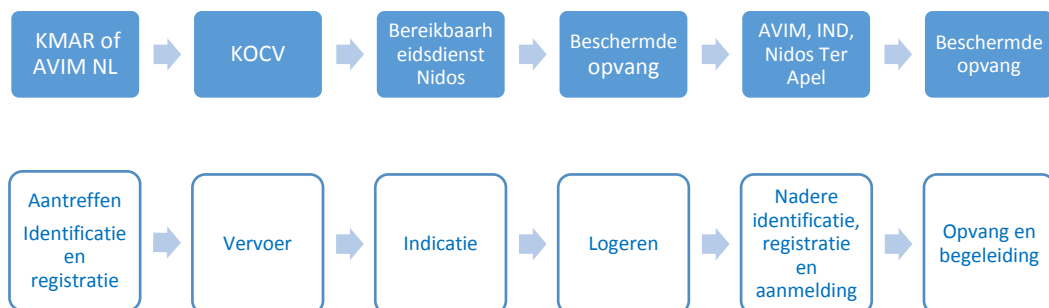 KMAR of
AVIM NL
KOCV
Bereikbaarh
eidsdienst
Nidos
Beschermde
opvang
AVIM, IND,
Nidos Ter
Apel
Beschermde
opvang
Aantreffen
Identificatie
en
registratie
Vervoer
Indicatie
Logeren
Nadere
identificatie,
registratie
en
aanmelding
Opvang en
begeleiding